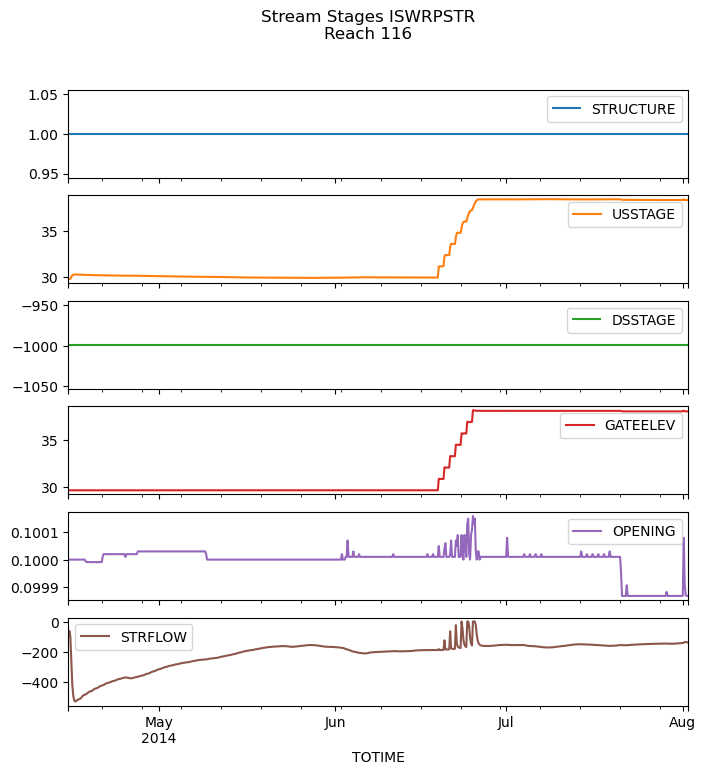 Stream Stages ISWRPSTR
Reach 116
1.05
1.00
0.95
STRUCTURE
35
30
USSTAGE
−950
−1000
−1050
DSSTAGE
35
30
GATEELEV
0.1001
0.1000
0.0999
OPENING
0
−200
−400
STRFLOW
May
2014
Jun
Jul
Aug
TOTIME